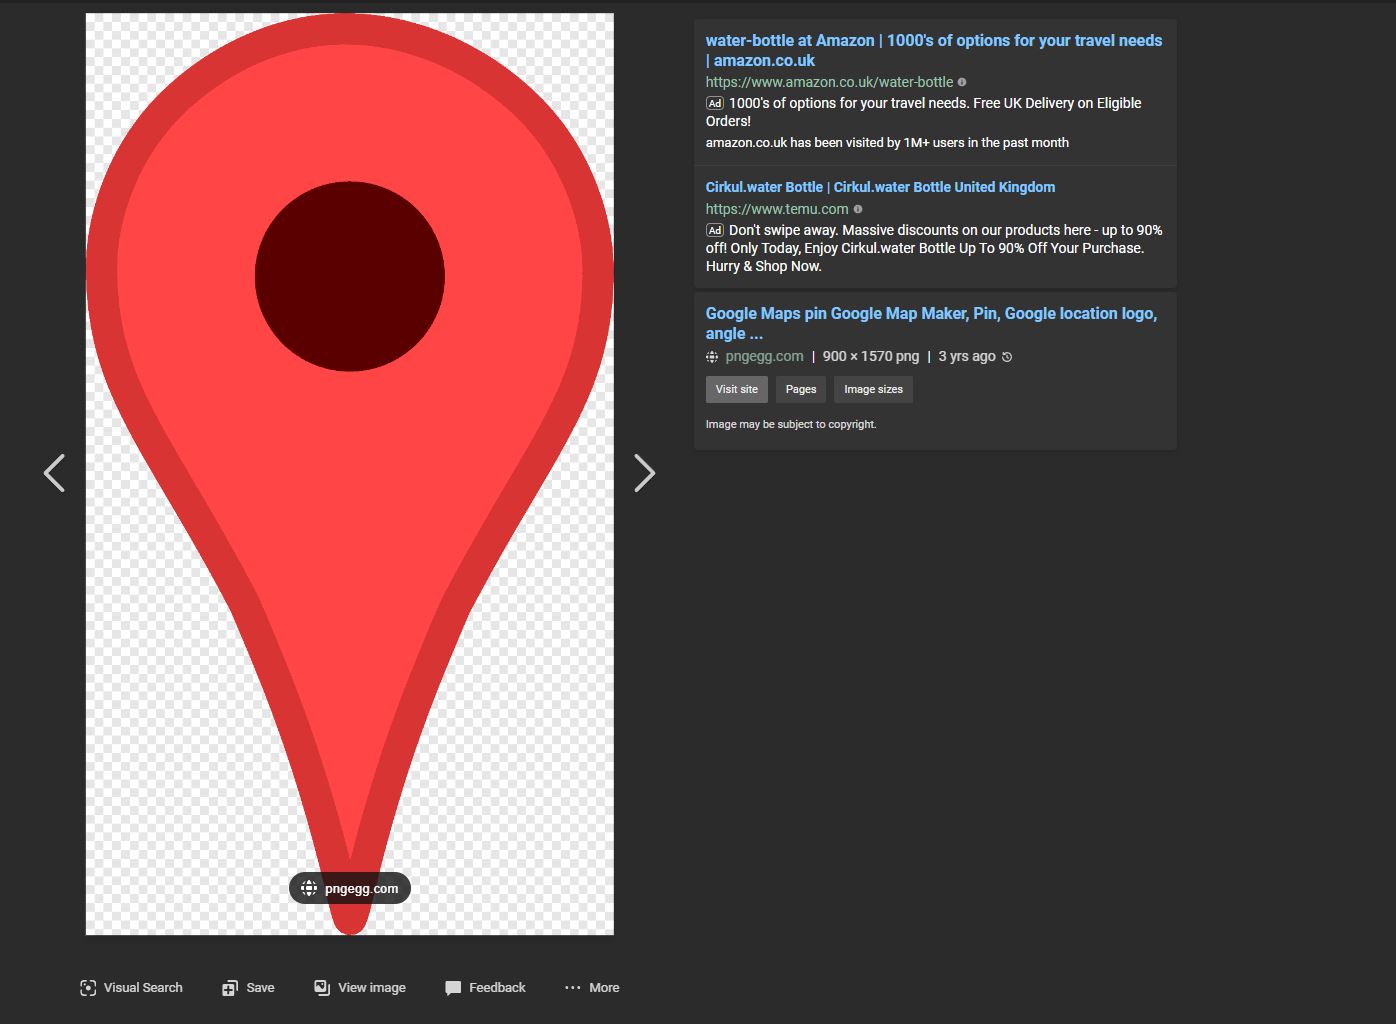 water-bottle at Amazon | 1000's of options for your travel needs
| amazon.co.uk
https://www.amazon.co.uk/water-bottle
Ad 1000's of options for your travel needs. Free UK Delivery on Eligible
Orders!
amazon.co.uk has been visited by 1M+ users in the past month
Cirkul.water Bottle | Cirkul.water Bottle United Kingdom
https://www.temu.com
Ad Don't swipe away. Massive discounts on our products here - up to 90%
off! Only Today, Enjoy Cirkul.water Bottle Up To 90% Off Your Purchase.
Hurry & Shop Now.
Google Maps pin Google Map Maker, Pin, Google location logo,
angle ...
pngegg.com | 900 × 1570 png | 3 yrs ago
Visit site Pages Image sizes
Image may be subject to copyright.
pngegg.com
Visual Search Save View image Feedback More